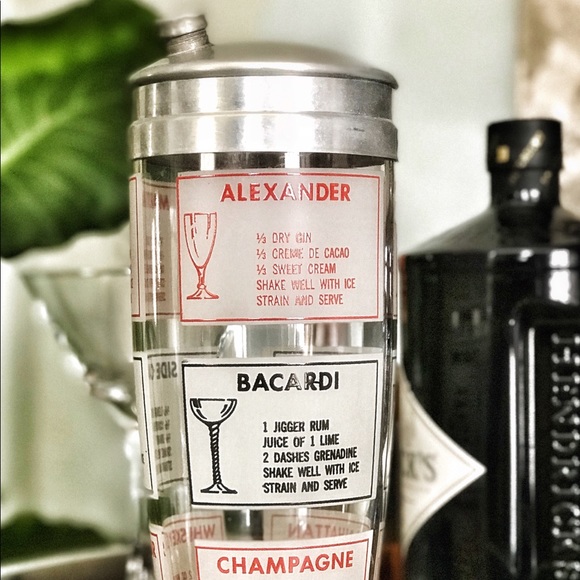 ALEXANDER
⅓ DRY GIN
⅓ CREME DE CACAO
⅓ SWEET CREAM
SHAKE WELL WITH ICE
STRAIN AND SERVE
BACARDI
1 JIGGER RUM
JUICE OF 1 LIME
2 DASHES GRENADINE
SHAKE WELL WITH ICE
STRAIN AND SERVE
CHAMPAGNE